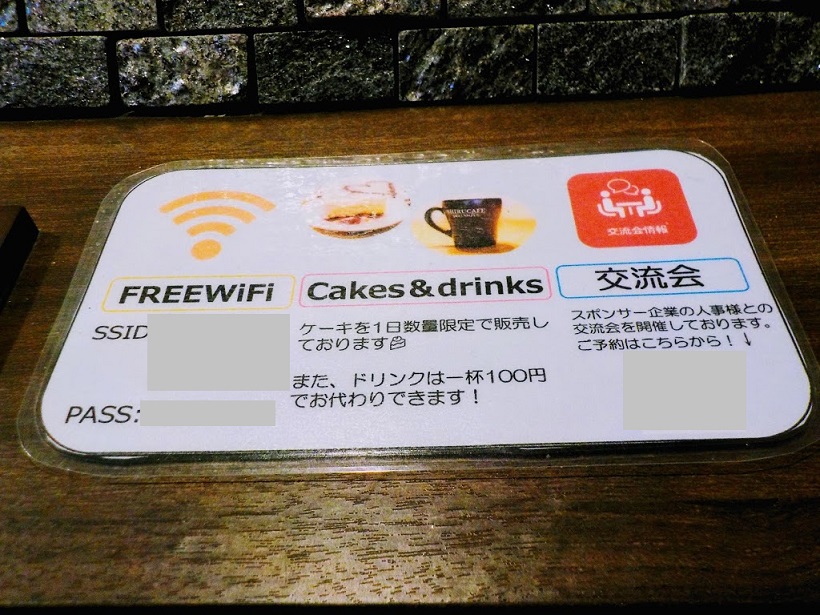 SHIRUCAFE
交流会情報
FREEWiFi
SSID
PASS:
Cakes&drinks
ケーキを1日数量限定で販売し
ております
また、ドリンクは一杯100円
でお代わりできます！
交流会
スポンサー企業の人事様との
交流会を開催しております。
ご予約はこちらから！↓